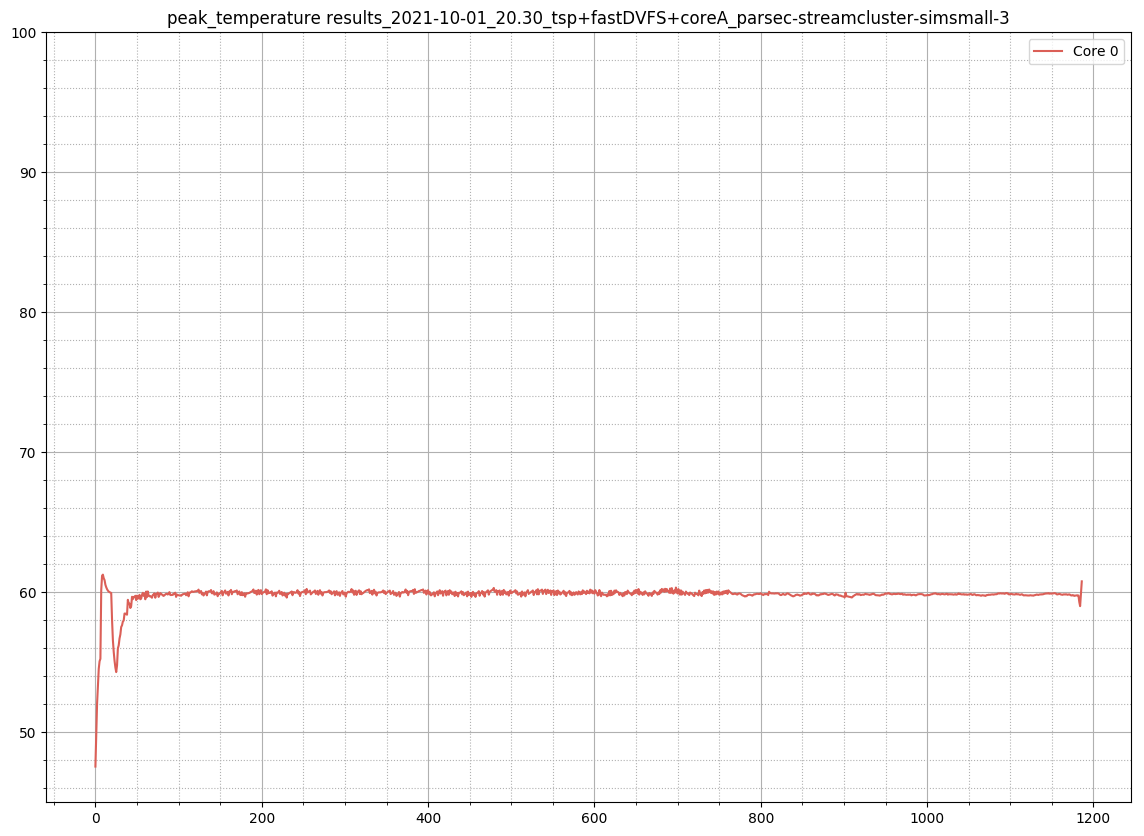 peak_temperature results_2021-10-01_20.30_tsp+fastDVFS+coreA_parsec-streamcluster-simsmall-3
Core 0
100
90
80
70
60
50
0 200 400 600 800 1000 1200